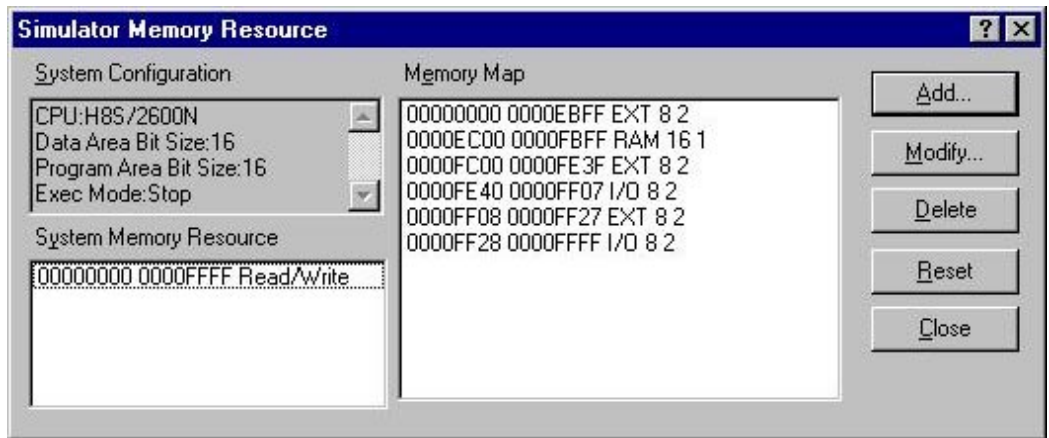 Simulator Memory Resource
System Configuration
CPU:H8S/2600N
Data Area Bit Size:16
Program Area Bit Size:16
Exec Mode:Stop
System Memory Resource
00000000 0000FFFF Read/Write
Memory Map
00000000 0000EBFF EXT 8 2
0000EC00 0000FBFF RAM 16 1
0000FC00 0000FE3F EXT 8 2
0000FE40 0000FF07 I/O 8 2
0000FF08 0000FF27 EXT 8 2
0000FF28 0000FFFF I/O 8 2
Add...
Modify...
Delete
Reset
Close